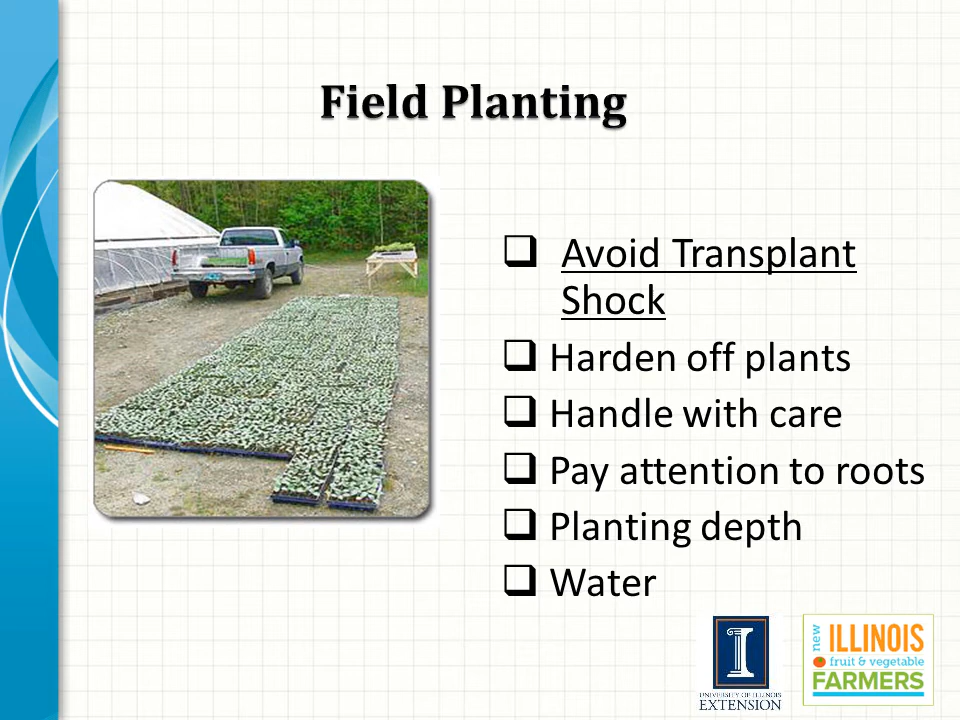 Field Planting
❑ Avoid Transplant
Shock
❑ Harden off plants
❑ Handle with care
❑ Pay attention to roots
❑ Planting depth
❑ Water
I
UNIVERSITY OF ILLINOIS
EXTENSION
new
ILLINOIS
fruit & vegetable
FARMERS